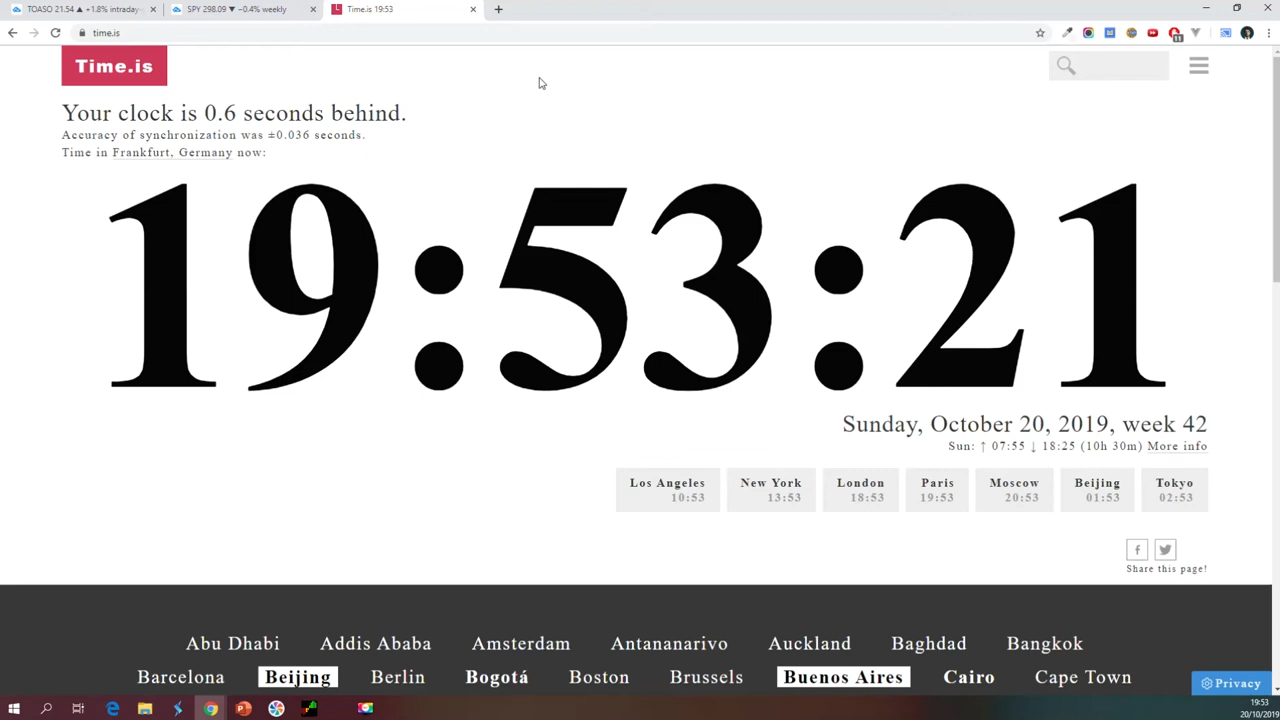 TOASO 21.54 ▲ +1.8% intraday
SPY 298.09 ▼ −0.4% weekly
Time.is 19:53
time.is
11
Time.is
Your clock is 0.6 seconds behind.
Accuracy of synchronization was ±0.036 seconds.
Time in Frankfurt, Germany now:
19:53:21
Sunday, October 20, 2019, week 42
Sun: ↑ 07:55 ↓ 18:25 (10h 30m) More info
Los Angeles New York London Paris Moscow Beijing Tokyo
10:53 13:53 18:53 19:53 20:53 01:53 02:53
Share this page!
Abu Dhabi Addis Ababa Amsterdam Antananarivo Auckland Baghdad Bangkok
Barcelona Beijing Berlin Bogotá Boston Brussels Buenos Aires Cairo Cape Town
Privacy
19:53
20/10/2019